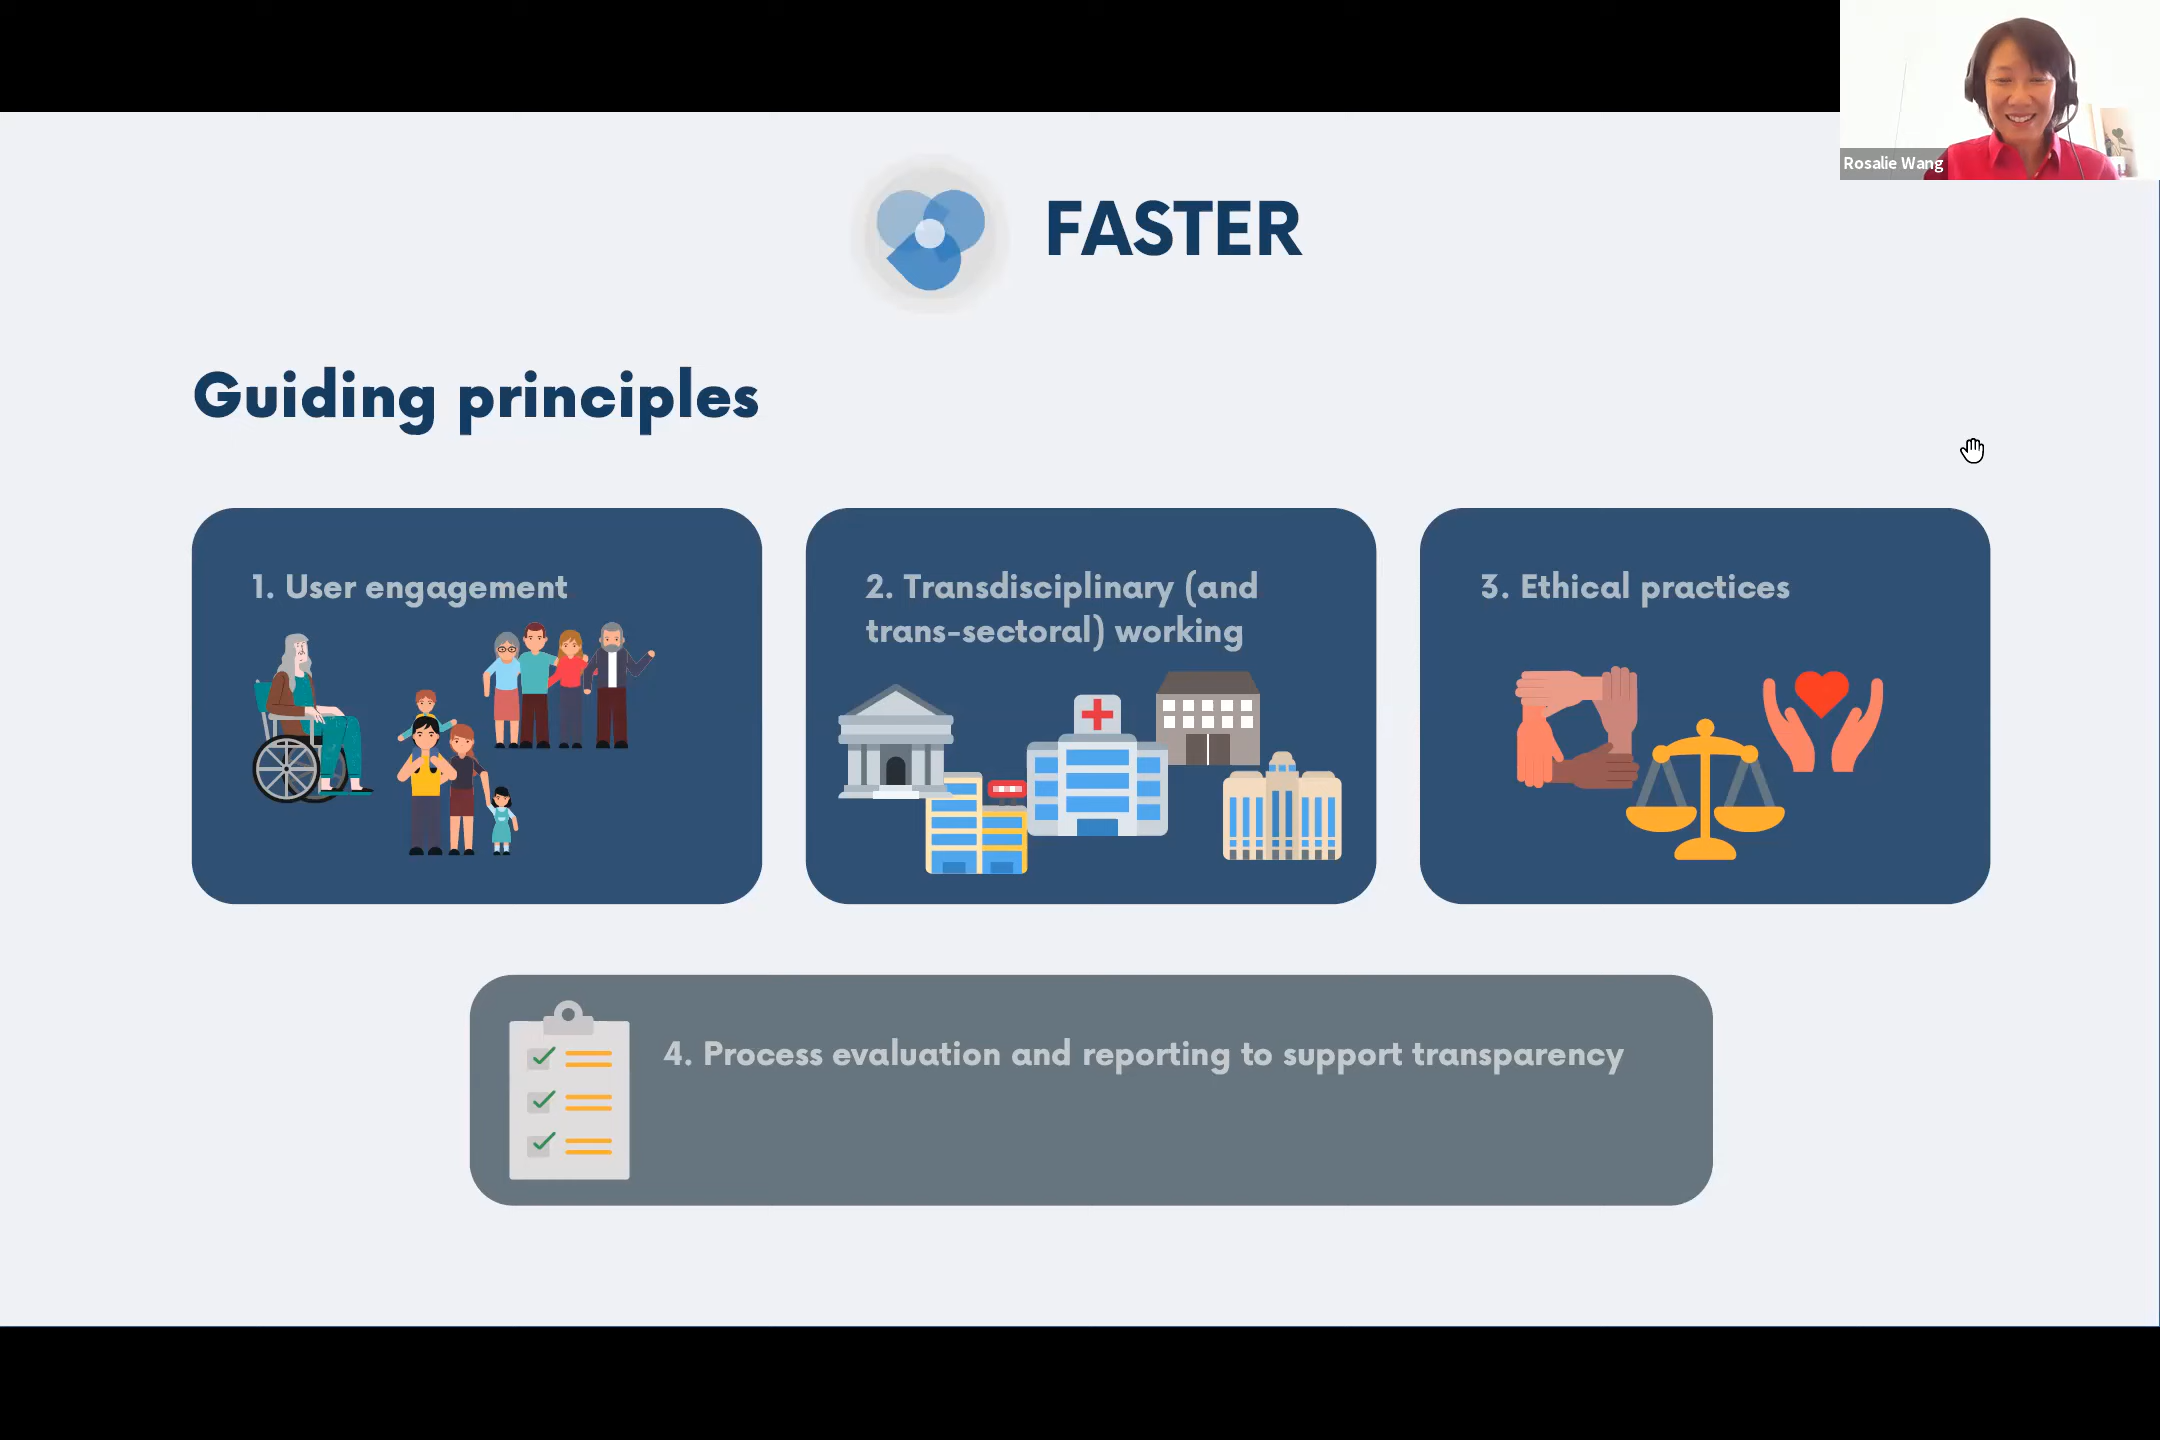 Rosalie Wang
FASTER
Guiding principles
1. User engagement
2. Transdisciplinary (and
trans-sectoral) working
3. Ethical practices
4. Process evaluation and reporting to support transparency